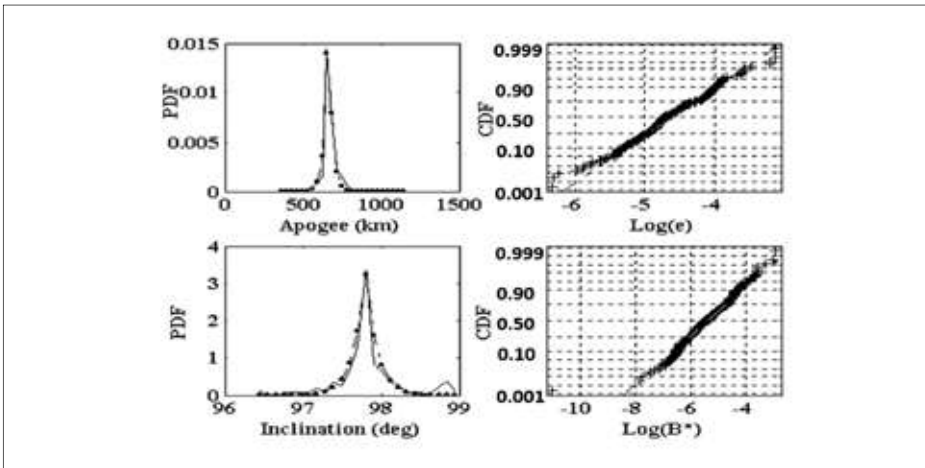 0.015
0.01
0.005
0
PDF
0 500 1000 1500
Apogee (km)
0.999
0.90
0.50
0.10
0.001
CDF
-6 -5 -4
Log(e)
4
3
2
1
0
PDF
96 97 98 99
Inclination (deg)
0.999
0.90
0.50
0.10
0.001
CDF
-10 -8 -6 -4
Log(B*)